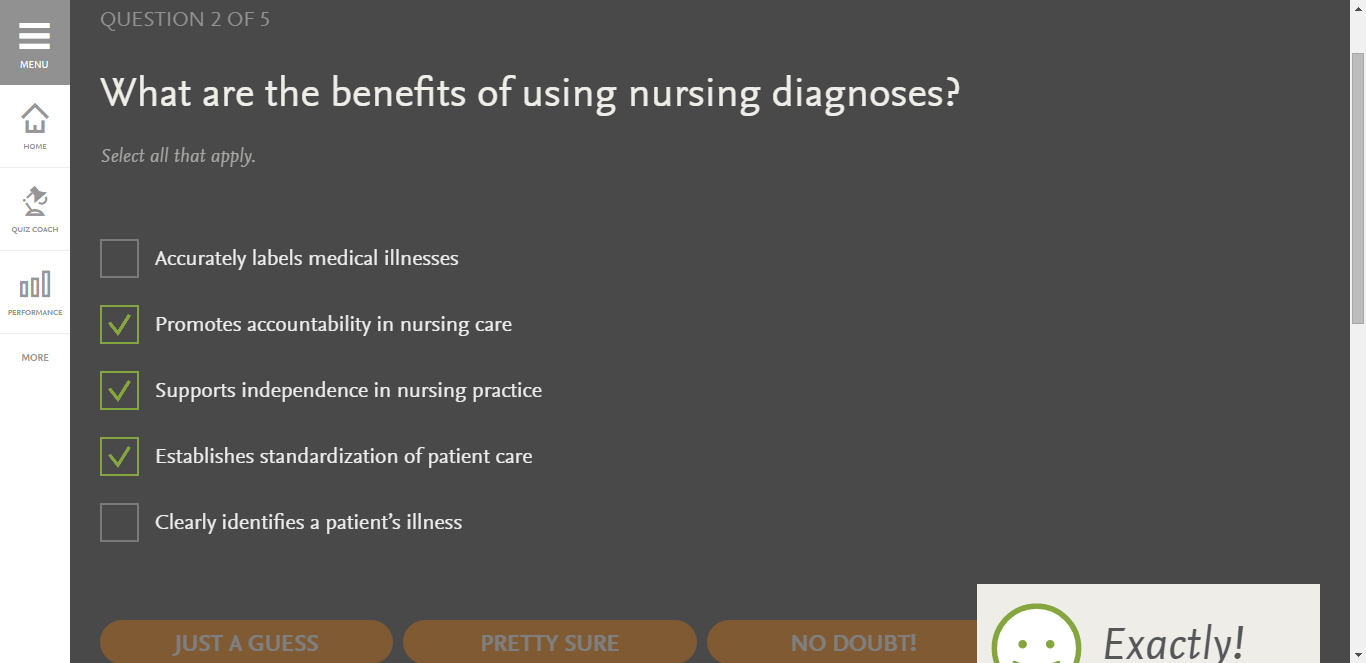 MENU
HOME
QUIZ COACH
PERFORMANCE
MORE
QUESTION 2 OF 5
What are the benefits of using nursing diagnoses?
Select all that apply.
Accurately labels medical illnesses
Promotes accountability in nursing care
Supports independence in nursing practice
Establishes standardization of patient care
Clearly identifies a patient’s illness
JUST A GUESS
PRETTY SURE
NO DOUBT!
Exactly!